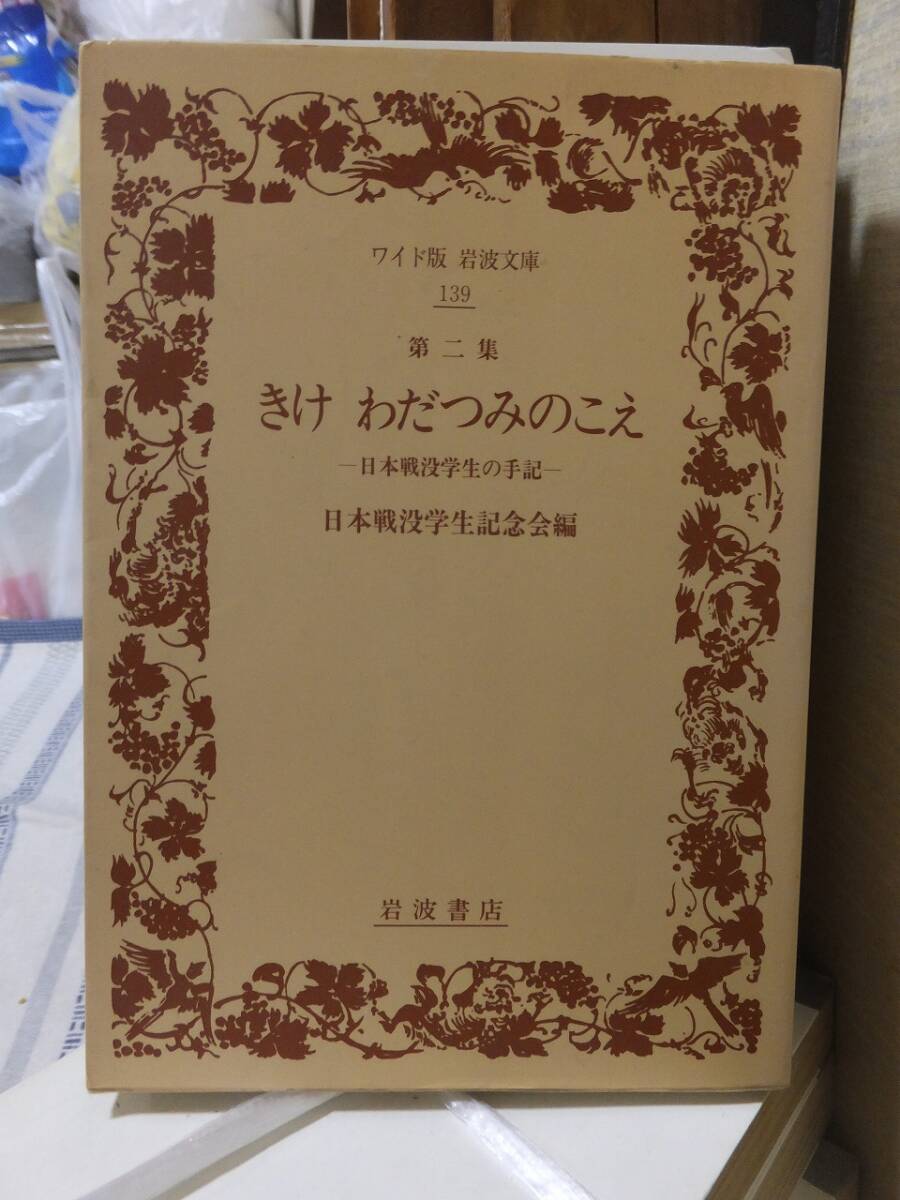 ワイド版 岩波文庫
139
第二集
きけ わだつみのこえ
―日本戦没学生の手記―
日本戦没学生記念会編
岩波書店